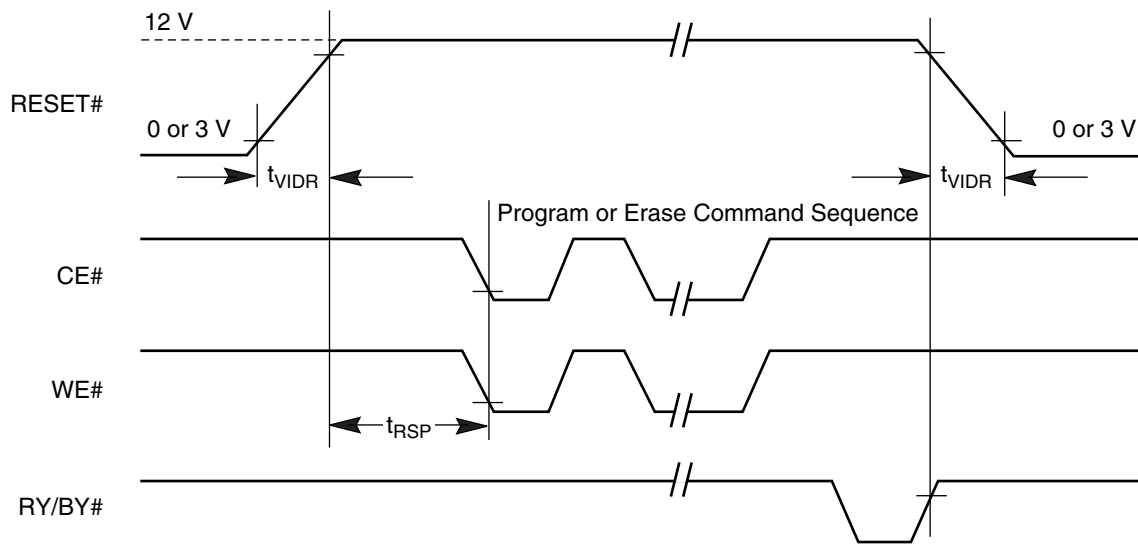 12 V
RESET#
0 or 3 V
0 or 3 V
tVIDR
tVIDR
Program or Erase Command Sequence
CE#
WE#
tRSP
RY/BY#